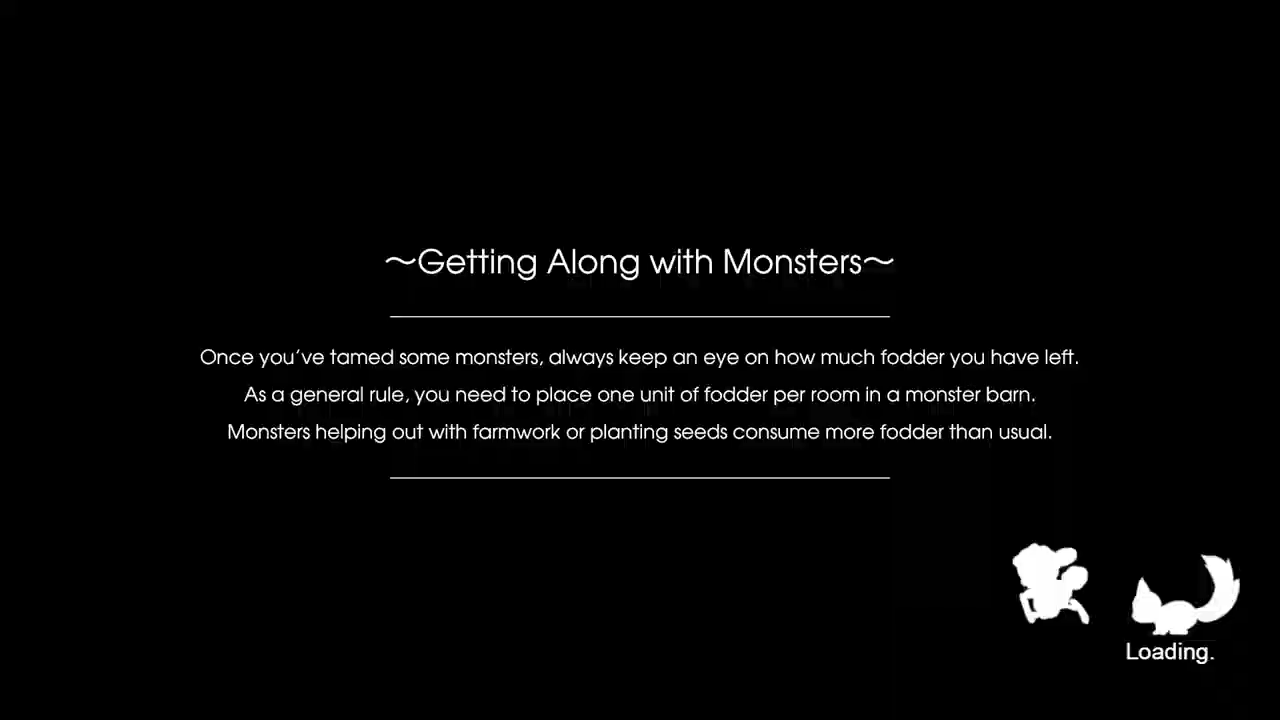 ～Getting Along with Monsters～
Once you've tamed some monsters, always keep an eye on how much fodder you have left.
As a general rule, you need to place one unit of fodder per room in a monster barn.
Monsters helping out with farmwork or planting seeds consume more fodder than usual.
Loading.